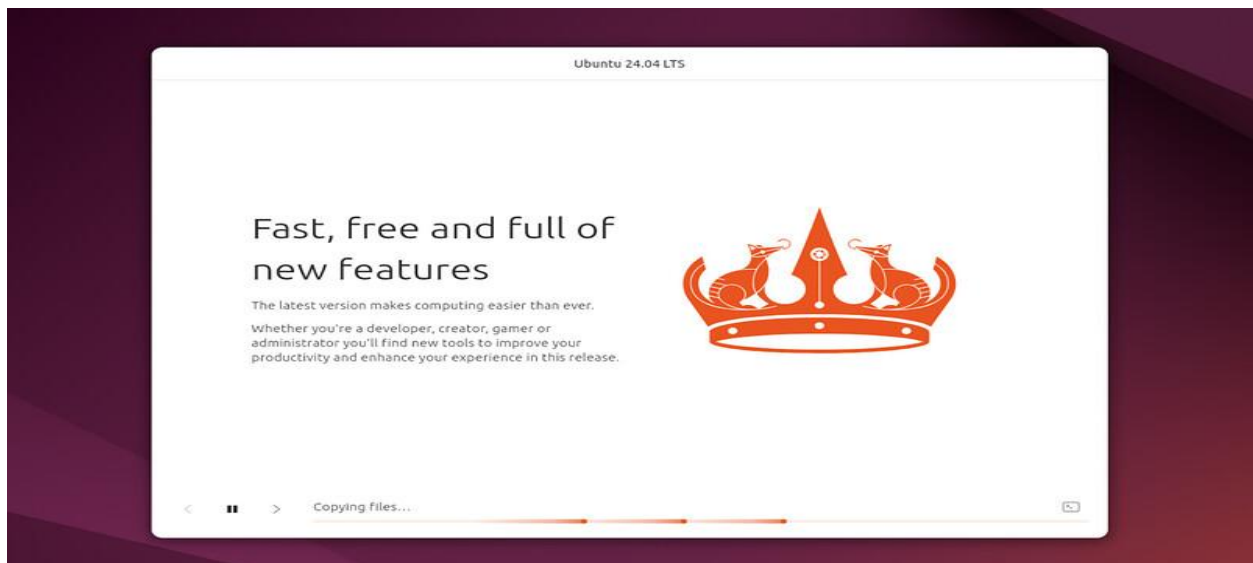 Ubuntu 24.04 LTS
Fast, free and full of
new features
The latest version makes computing easier than ever.
Whether you're a developer, creator, gamer or
administrator you'll find new tools to improve your
productivity and enhance your experience in this release.
Copying files...